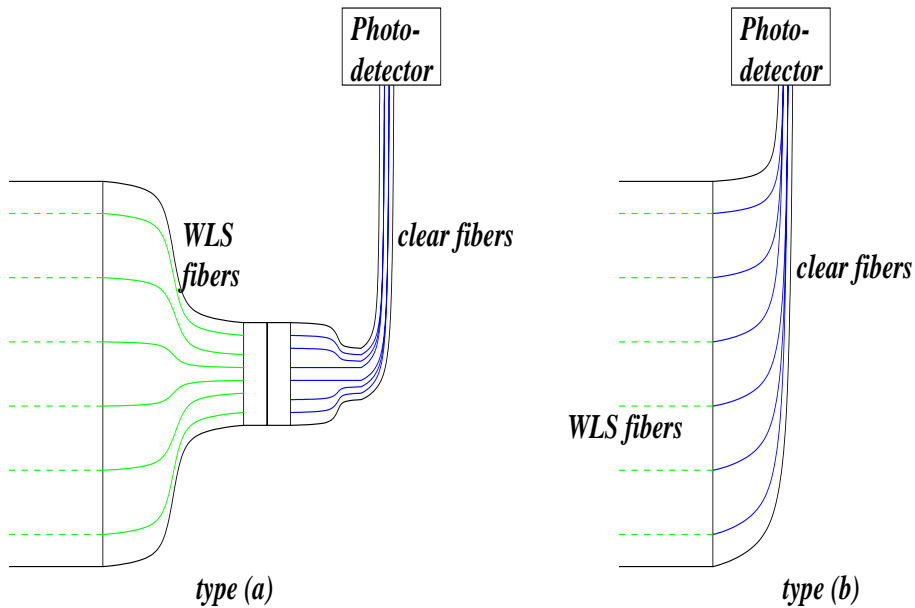 Photo-
detector
WLS
fibers
clear fibers
type (a)
Photo-
detector
clear fibers
WLS fibers
type (b)